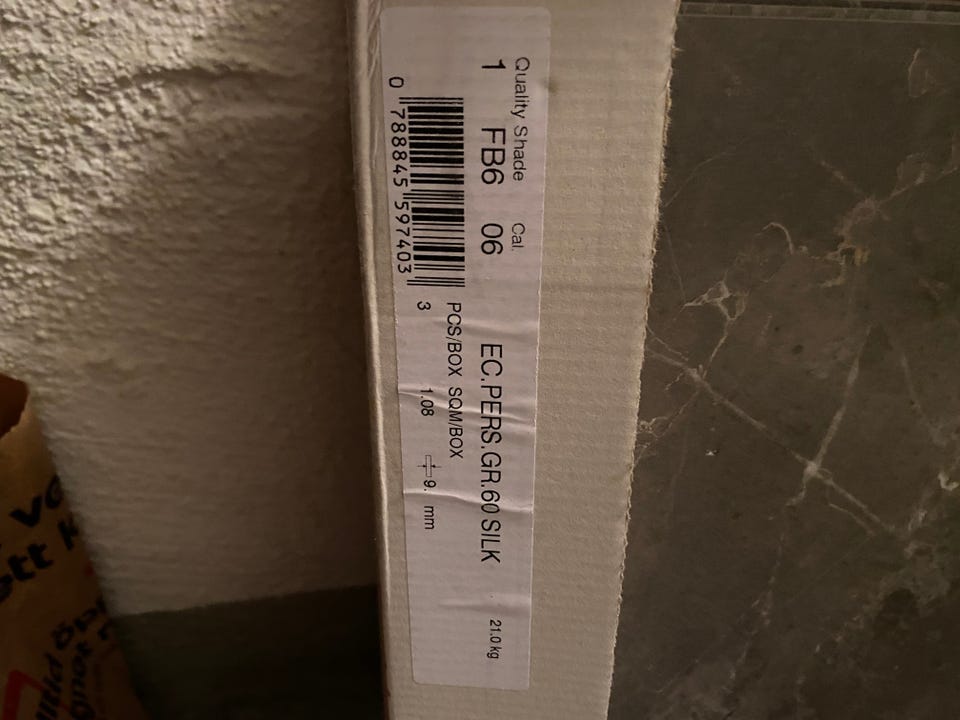 Quality Shade Cal.
1 FB6 06 EC.PERS.GR.60 SILK 21.0 kg
PCS/BOX SQM/BOX
3 1.08 9. mm
0 788845 597403